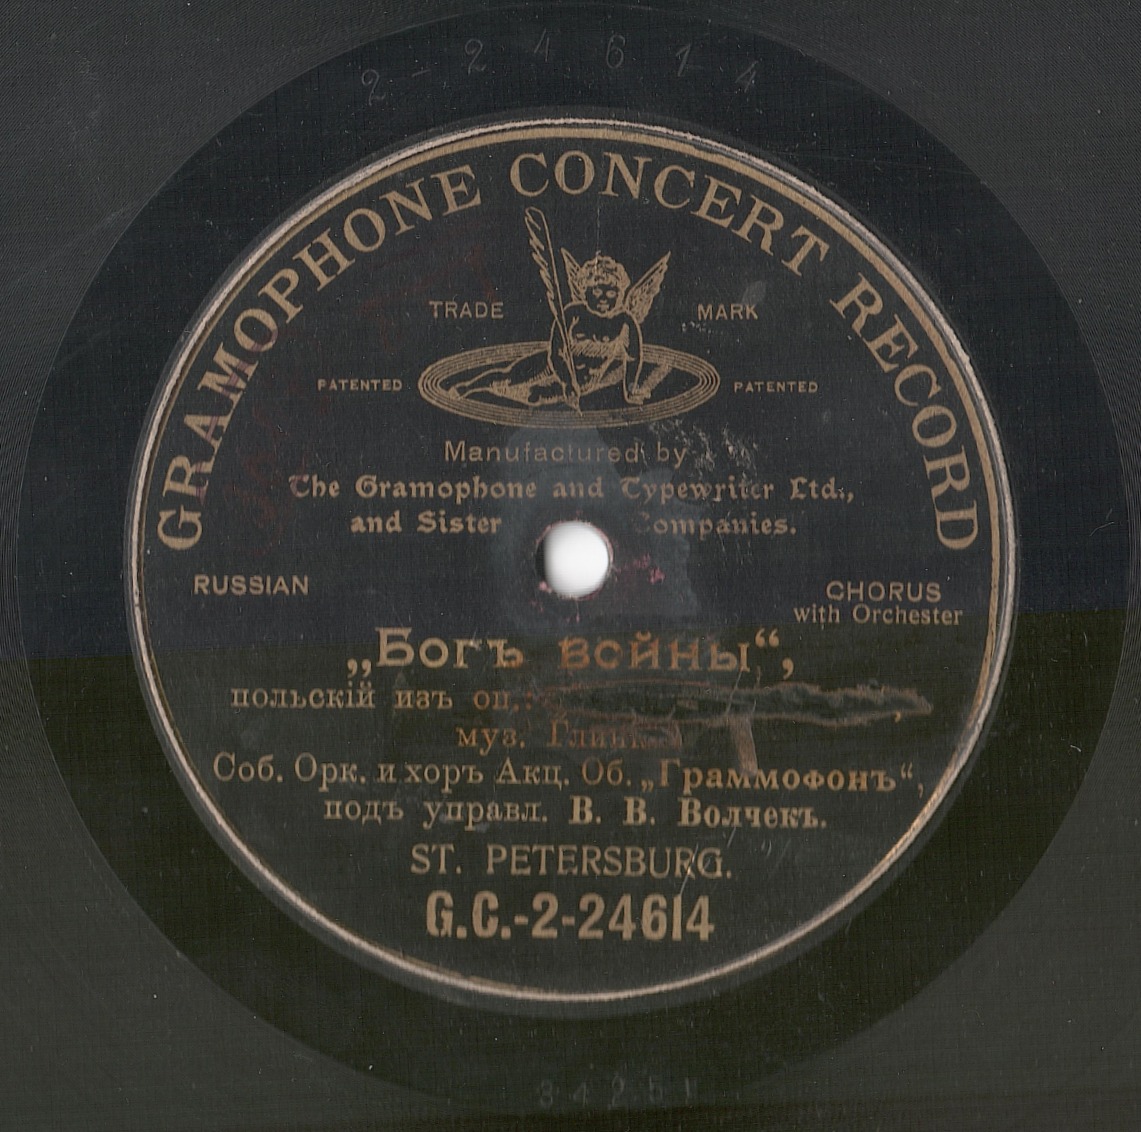 2-24614
GRAMOPHONE CONCERT RECORD
TRADE MARK
PATENTED PATENTED
Manufactured by
The Gramophone and Typewriter Ltd.,
and Sister Companies.
RUSSIAN
CHORUS
with Orchester
„Богъ войны“,
польскій изъ оп.
муз. Глинки
Соб. Орк. и хоръ Акц. Об. „Граммофонъ“,
подъ управл. В. В. Волчекъ.
ST. PETERSBURG.
G.C.-2-24614